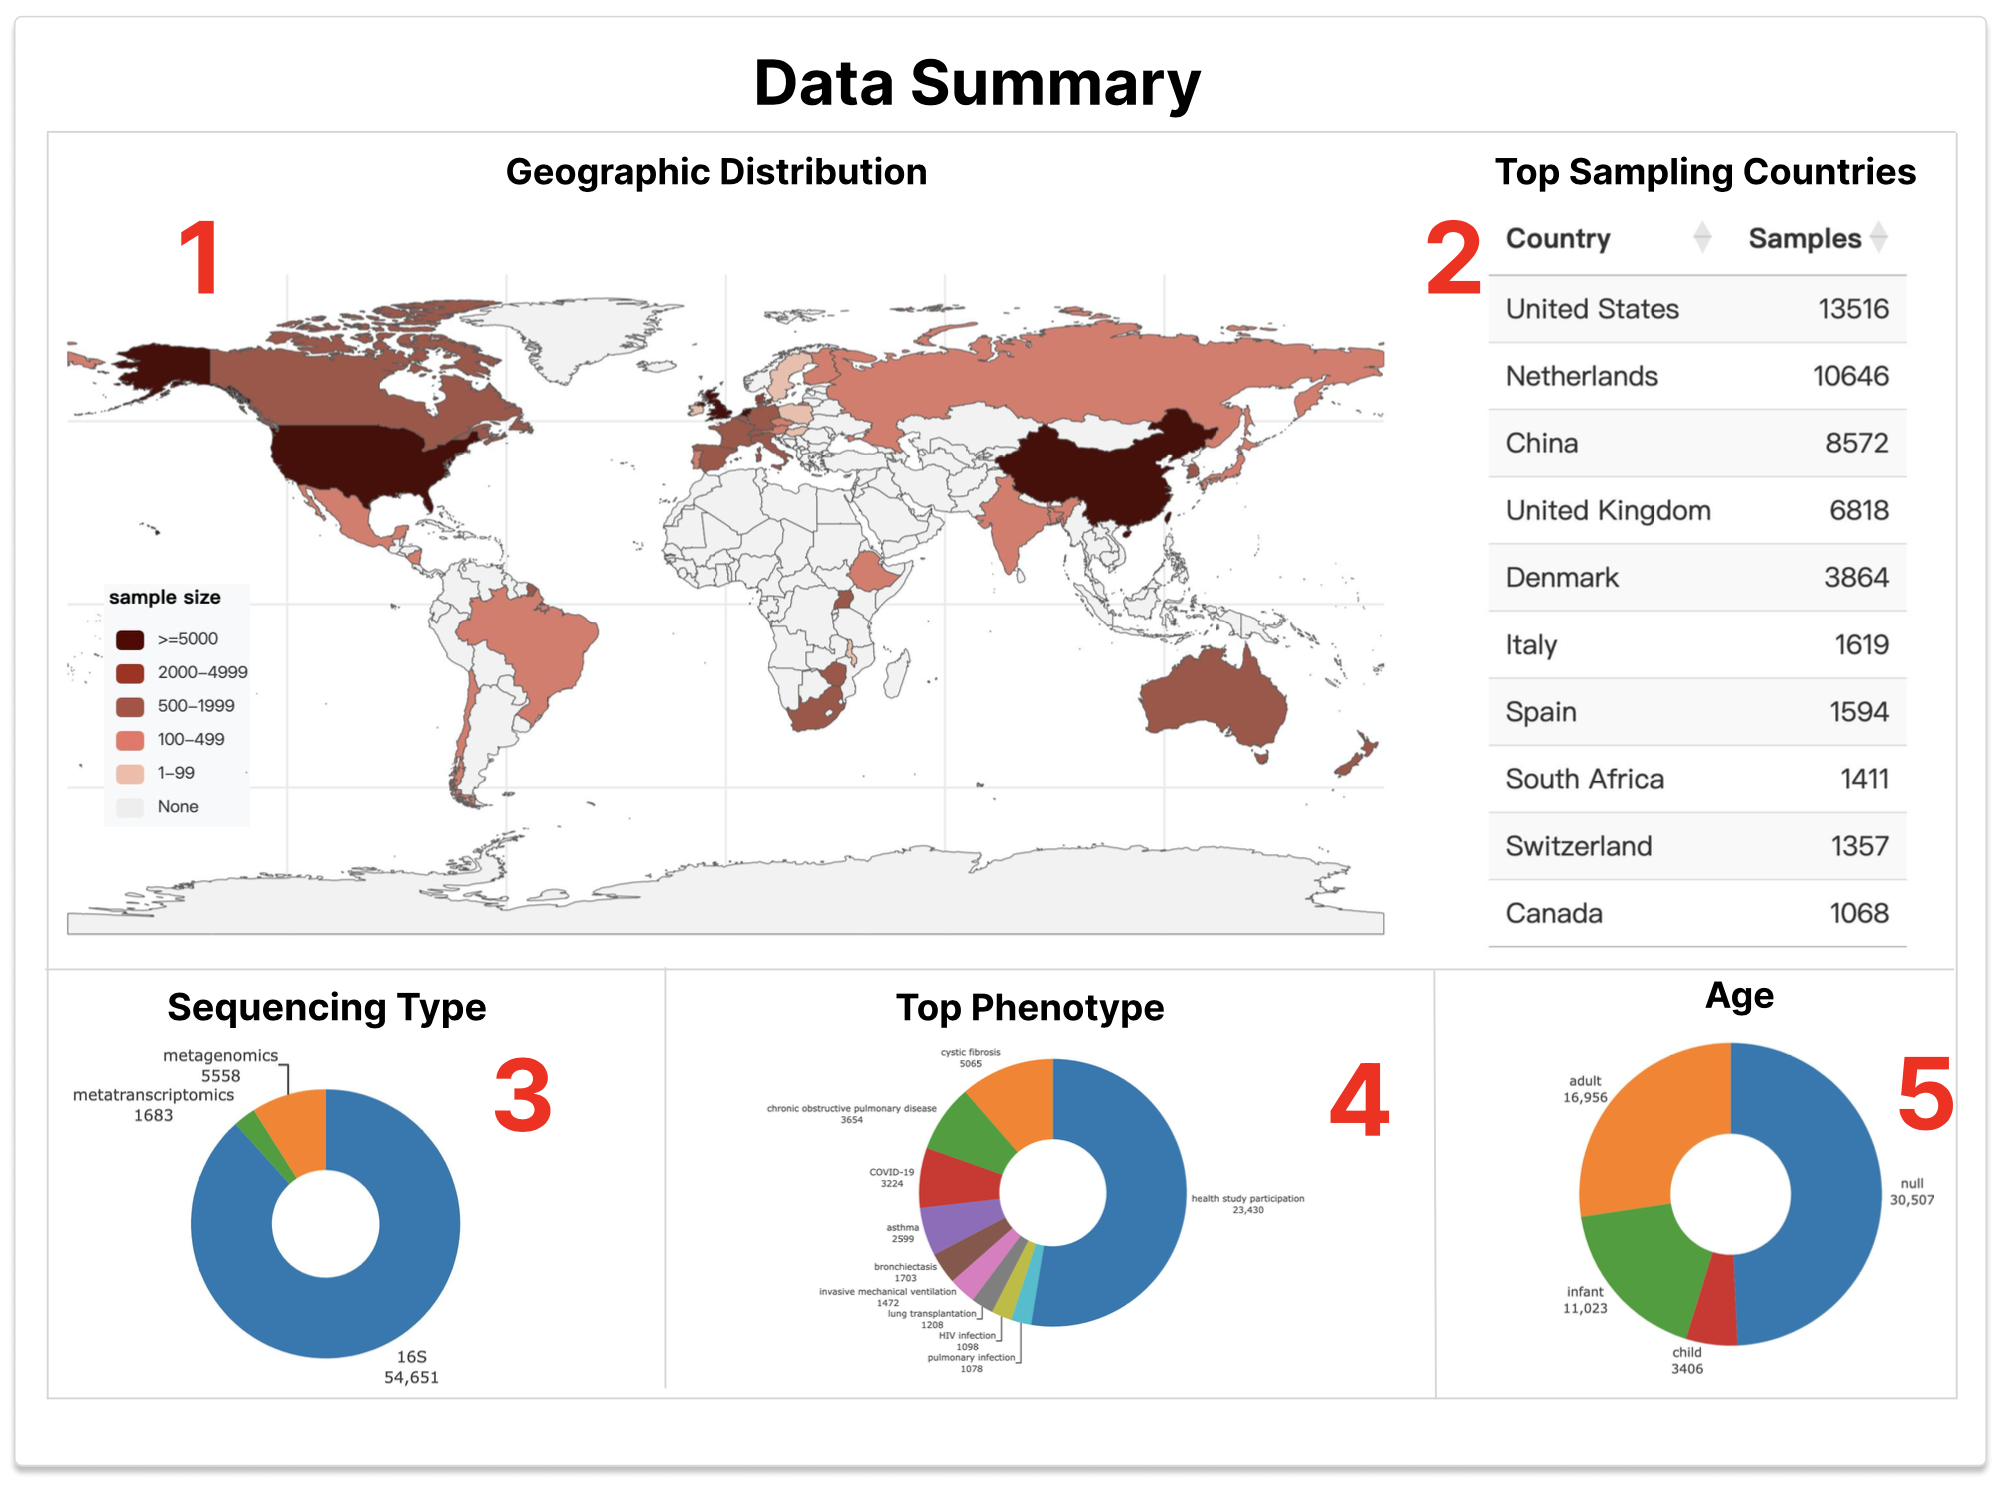 Data Summary
Geographic Distribution
1
sample size
>=5000
2000–4999
500–1999
100–499
1–99
None
Top Sampling Countries
2
Country Samples
United States 13516
Netherlands 10646
China 8572
United Kingdom 6818
Denmark 3864
Italy 1619
Spain 1594
South Africa 1411
Switzerland 1357
Canada 1068
Sequencing Type
3
metagenomics
5558
metatranscriptomics
1683
16S
54,651
Top Phenotype
4
cystic fibrosis
5065
chronic obstructive pulmonary disease
3654
COVID-19
3224
asthma
2599
bronchiectasis
1703
invasive mechanical ventilation
1472
lung transplantation
1208
HIV infection
1098
pulmonary infection
1078
health study participation
23,430
Age
5
adult
16,956
null
30,507
infant
11,023
child
3406